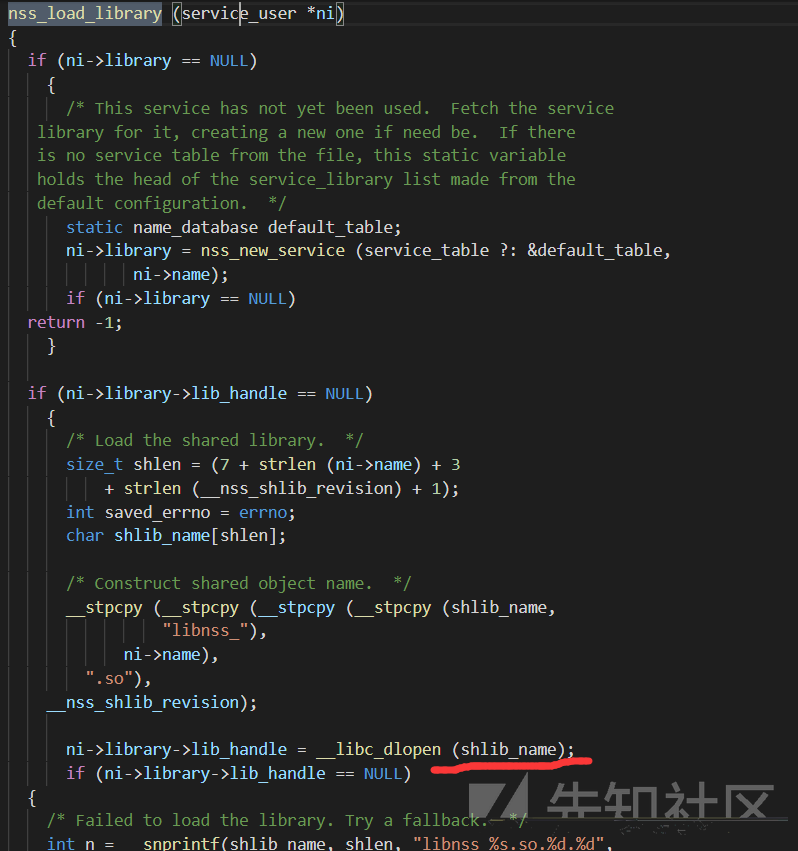 nss_load_library (service_user *ni)
{
if (ni->library == NULL)
{
/* This service has not yet been used.  Fetch the service
library for it, creating a new one if need be.  If there
is no service table from the file, this static variable
holds the head of the service_library list made from the
default configuration.  */
static name_database default_table;
ni->library = nss_new_service (service_table ?: &default_table,
ni->name);
if (ni->library == NULL)
return -1;
}
if (ni->library->lib_handle == NULL)
{
/* Load the shared library.  */
size_t shlen = (7 + strlen (ni->name) + 3
+ strlen (__nss_shlib_revision) + 1);
int saved_errno = errno;
char shlib_name[shlen];
/* Construct shared object name.  */
__stpcpy (__stpcpy (__stpcpy (__stpcpy (shlib_name,
"libnss_"),
ni->name),
".so"),
__nss_shlib_revision);
ni->library->lib_handle = __libc_dlopen (shlib_name);
if (ni->library->lib_handle == NULL)
{
/* Failed to load the library. Try a fallback.  */
int n = __snprintf(shlib_name, shlen, "libnss_%s.so.%d.%d",
先知社区